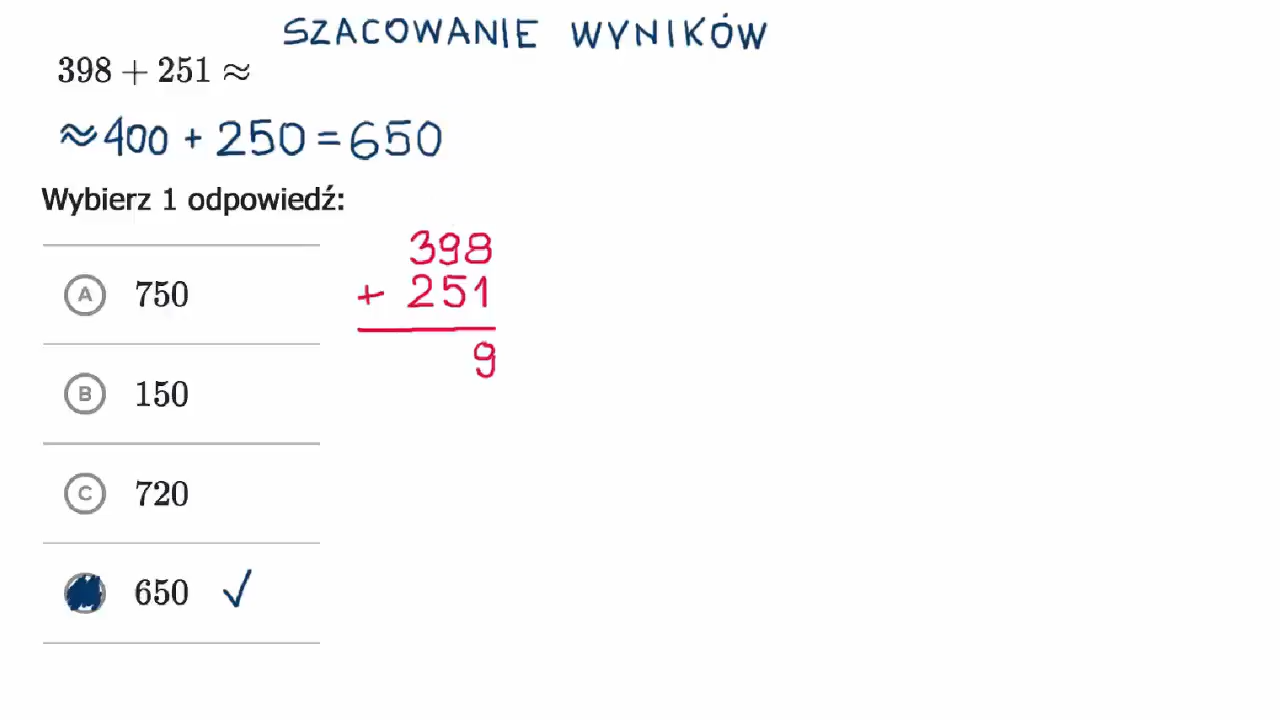 SZACOWANIE WYNIKÓW
398 + 251 ≈
≈ 400 + 250 = 650
Wybierz 1 odpowiedź:
398
+ 251
9
A 750
B 150
C 720
650 ✓